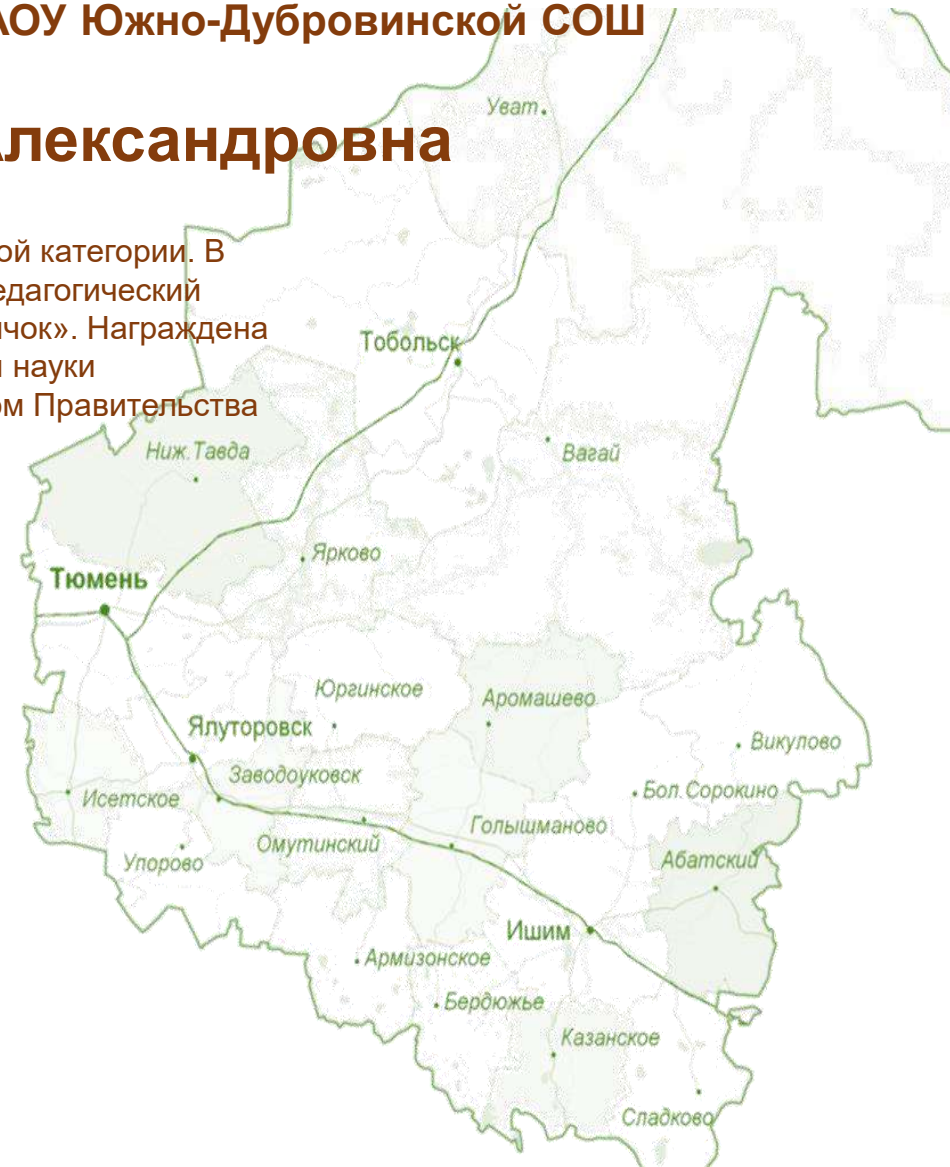 АОУ Южно-Дубровинской СОШ
Уват
Александровна
ой категории. В
едагогический
чок». Награждена
и науки
ом Правительства
Тобольск
Ниж.Тавда
Вагай
Ярково
Тюмень
Юргинское
Аромашево
Ялуторовск
Викулово
Заводоуковск
Исетское
Бол.Сорокино
Голышманово
Омутинский
Упорово
Абатский
Ишим
Армизонское
Бердюжье
Казанское
Сладково